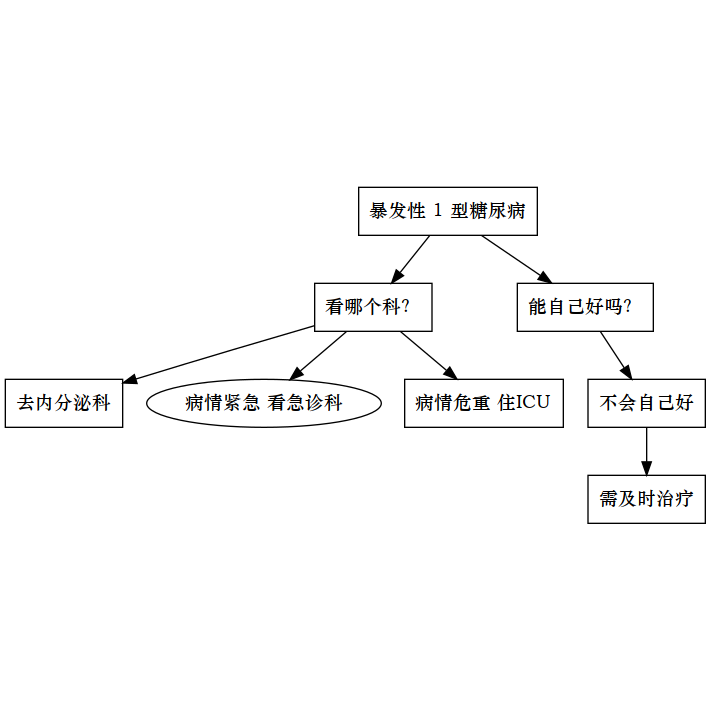 暴发性 1 型糖尿病
看哪个科？
能自己好吗？
去内分泌科
病情紧急 看急诊科
病情危重 住ICU
不会自己好
需及时治疗